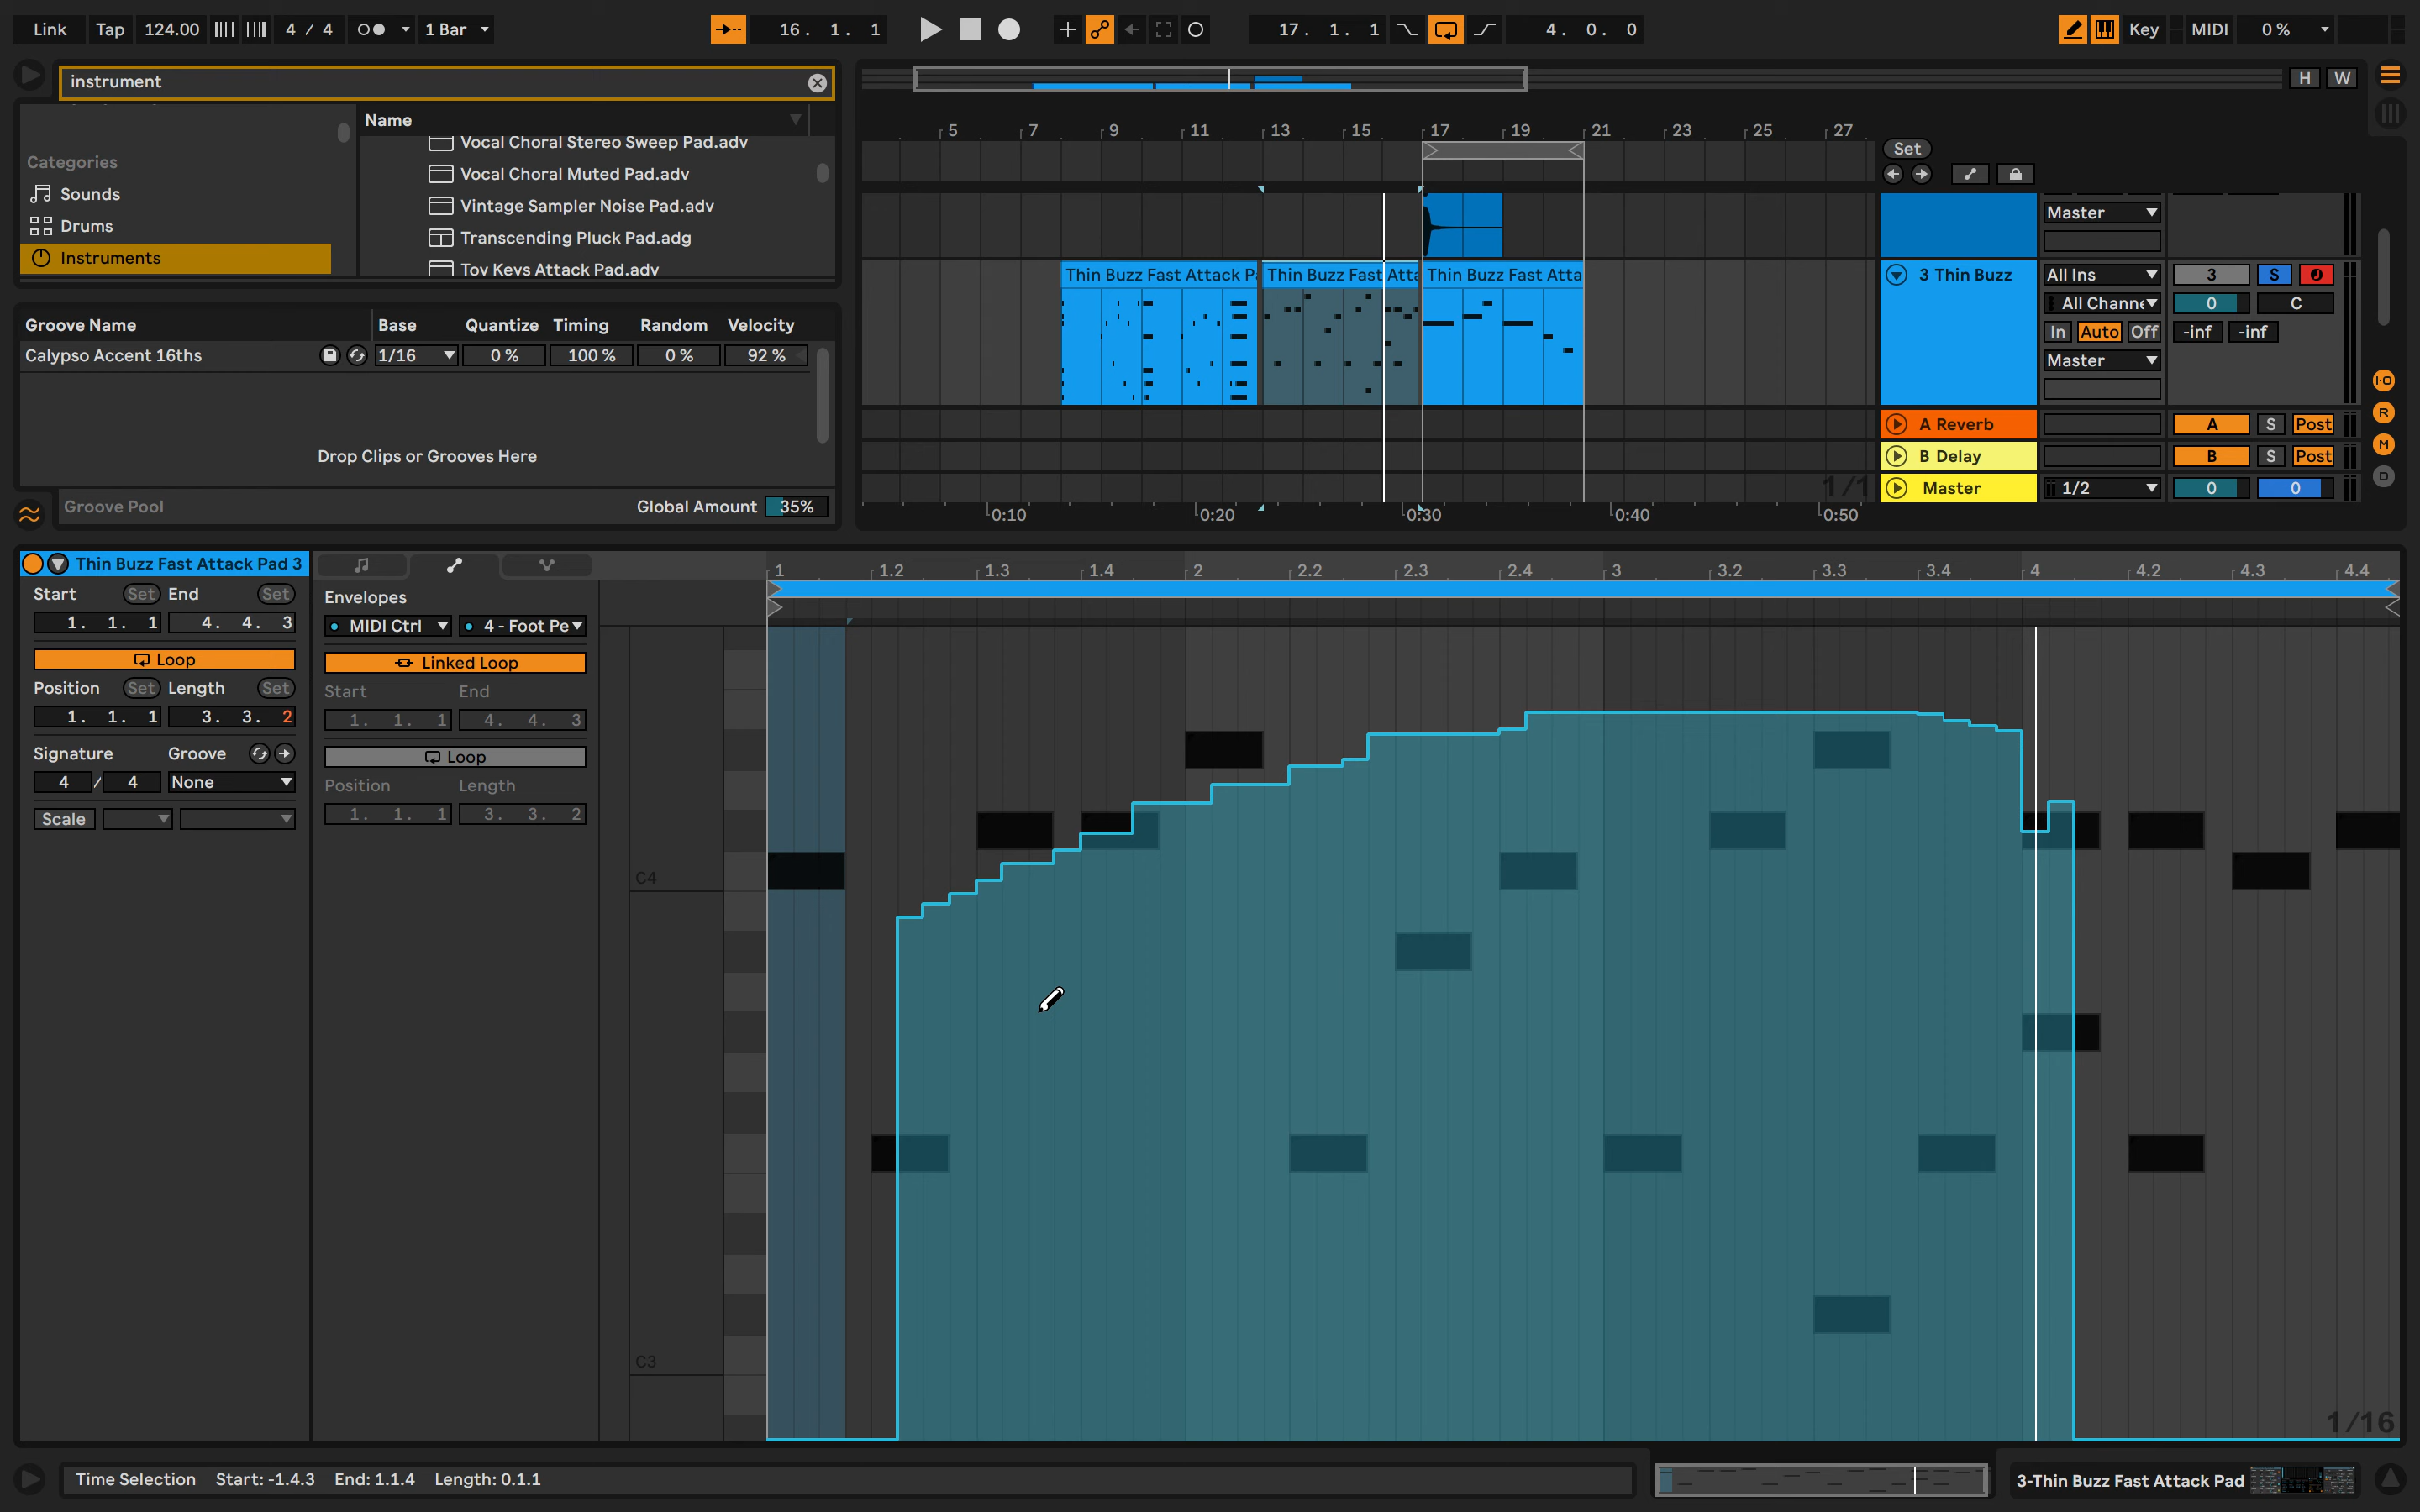 Link Tap 124.00 4 / 4 1 Bar 16. 1. 1 17. 1. 1 4. 0. 0 Key MIDI 0 %
instrument
H W
Categories
Sounds
Drums
Instruments
Name
Vocal Choral Stereo Sweep Pad.adv
Vocal Choral Muted Pad.adv
Vintage Sampler Noise Pad.adv
Transcending Pluck Pad.adg
Toy Keys Attack Pad.adv
5 7 9 11 13 15 17 19 21 23 25 27
Set
Master
Thin Buzz Fast Attack P Thin Buzz Fast Atta Thin Buzz Fast Atta
3 Thin Buzz All Ins 3 S
All Channe 0 C
In Auto Off -inf -inf
Master
A Reverb A S Post
B Delay B S Post
Master 1/2 0 0
I·O
R
M
D
1/1
0:10 0:20 0:30 0:40 0:50
Groove Name Base Quantize Timing Random Velocity
Calypso Accent 16ths 1/16 0 % 100 % 0 % 92 %
Drop Clips or Grooves Here
Groove Pool Global Amount 35%
Thin Buzz Fast Attack Pad 3
Start Set End Set
1. 1. 1 4. 4. 3
Loop
Position Set Length Set
1. 1. 1 3. 3. 2
Signature Groove
4 / 4 None
Scale
Envelopes
MIDI Ctrl 4 - Foot Pe
Linked Loop
Start End
1. 1. 1 4. 4. 3
Loop
Position Length
1. 1. 1 3. 3. 2
1 1.2 1.3 1.4 2 2.2 2.3 2.4 3 3.2 3.3 3.4 4 4.2 4.3 4.4
C4
C3
1/16
Time Selection Start: -1.4.3 End: 1.1.4 Length: 0.1.1
3-Thin Buzz Fast Attack Pad